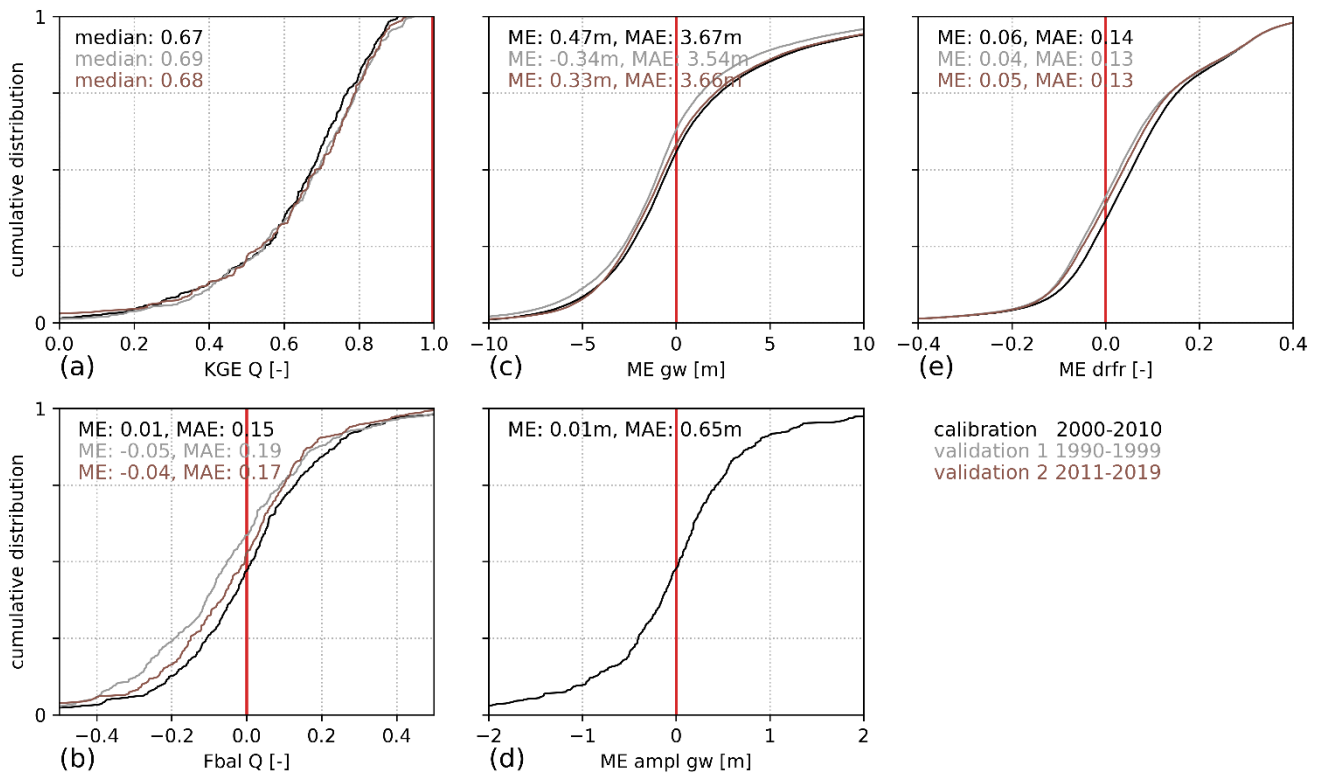 cumulative distribution
1
0
median: 0.67
median: 0.69
median: 0.68
0.0 0.2 0.4 0.6 0.8 1.0
(a) KGE Q [-]
ME: 0.47m, MAE: 3.67m
ME: -0.34m, MAE: 3.54m
ME: 0.33m, MAE: 3.66m
−10 −5 0 5 10
(c) ME gw [m]
ME: 0.06, MAE: 0.14
ME: 0.04, MAE: 0.13
ME: 0.05, MAE: 0.13
−0.4 −0.2 0.0 0.2 0.4
(e) ME drfr [-]
cumulative distribution
1
0
ME: 0.01, MAE: 0.15
ME: -0.05, MAE: 0.19
ME: -0.04, MAE: 0.17
−0.4 −0.2 0.0 0.2 0.4
(b) Fbal Q [-]
ME: 0.01m, MAE: 0.65m
−2 −1 0 1 2
(d) ME ampl gw [m]
calibration 2000-2010
validation 1 1990-1999
validation 2 2011-2019